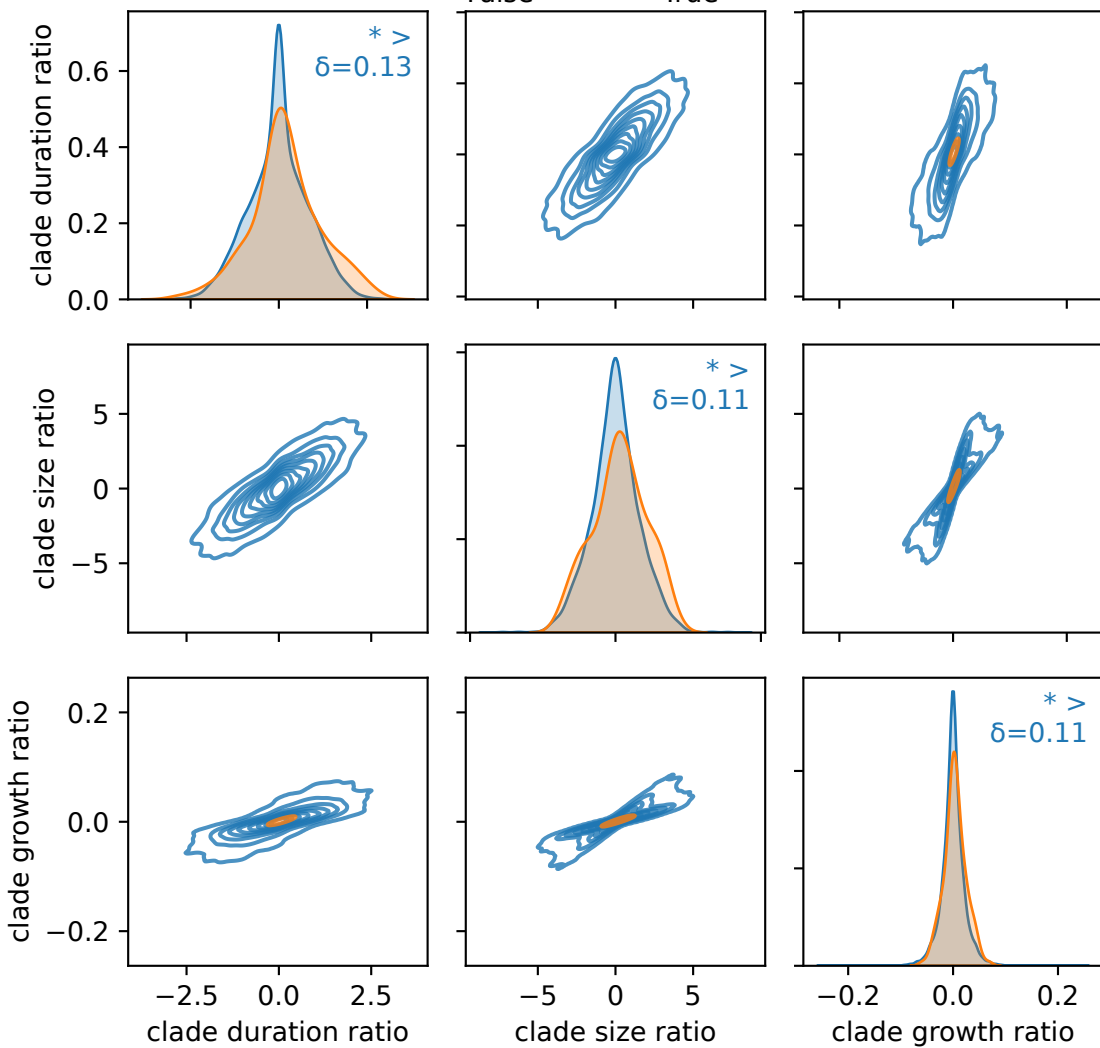 clade duration ratio
0.6
0.4
0.2
0.0
* >
δ=0.13
clade size ratio
5
0
−5
* >
δ=0.11
clade growth ratio
0.2
0.0
−0.2
* >
δ=0.11
−2.5 0.0 2.5
−5 0 5
−0.2 0.0 0.2
clade duration ratio
clade size ratio
clade growth ratio